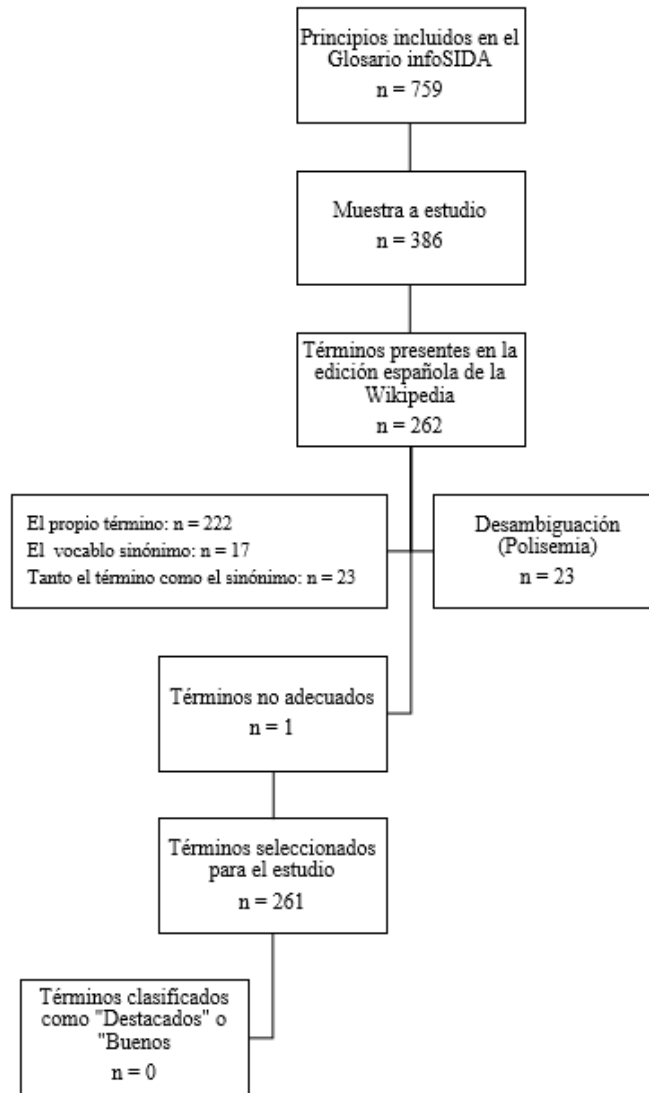 Principios incluidos en el
Glosario infoSIDA
n = 759
Muestra a estudio
n = 386
Términos presentes en la
edición española de la
Wikipedia
n = 262
El propio término: n = 222
El vocablo sinónimo: n = 17
Tanto el término como el sinónimo: n = 23
Desambiguación
(Polisemia)
n = 23
Términos no adecuados
n = 1
Términos seleccionados
para el estudio
n = 261
Términos clasificados
como "Destacados" o
"Buenos
n = 0